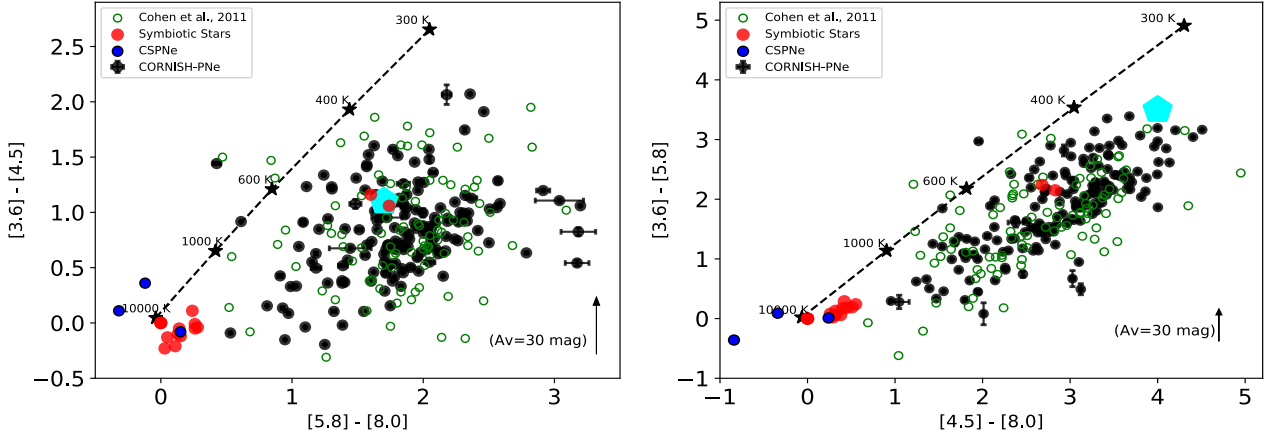 Cohen et al., 2011
Symbiotic Stars
CSPNe
CORNISH-PNe
300 K
400 K
600 K
1000 K
10000 K
(Av=30 mag)
2.5
2.0
1.5
1.0
0.5
0.0
−0.5
0
1
2
3
[3.6] - [4.5]
[5.8] - [8.0]
Cohen et al., 2011
Symbiotic Stars
CSPNe
CORNISH-PNe
300 K
400 K
600 K
1000 K
10000 K
(Av=30 mag)
5
4
3
2
1
0
−1
−1
0
1
2
3
4
5
[3.6] - [5.8]
[4.5] - [8.0]